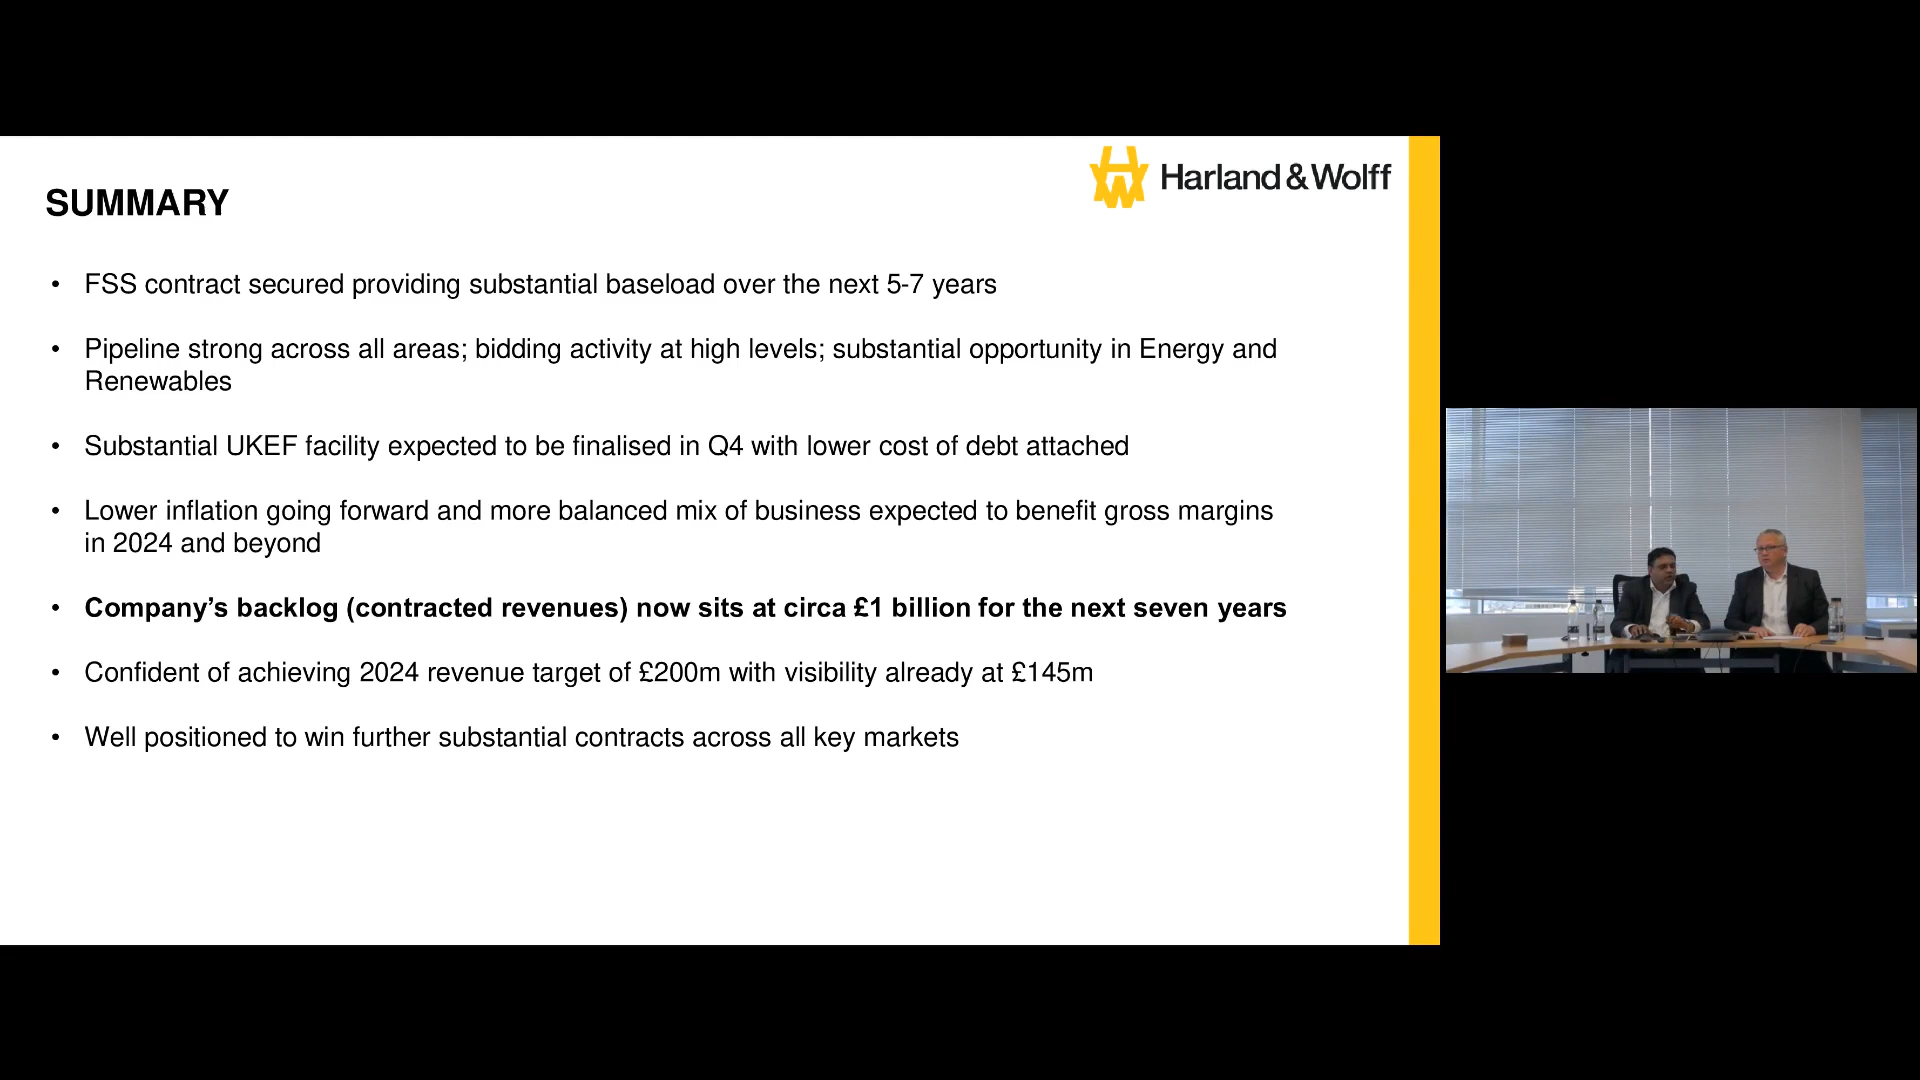 Harland & Wolff
SUMMARY
• FSS contract secured providing substantial baseload over the next 5-7 years
• Pipeline strong across all areas; bidding activity at high levels; substantial opportunity in Energy and
Renewables
• Substantial UKEF facility expected to be finalised in Q4 with lower cost of debt attached
• Lower inflation going forward and more balanced mix of business expected to benefit gross margins
in 2024 and beyond
• Company’s backlog (contracted revenues) now sits at circa £1 billion for the next seven years
• Confident of achieving 2024 revenue target of £200m with visibility already at £145m
• Well positioned to win further substantial contracts across all key markets